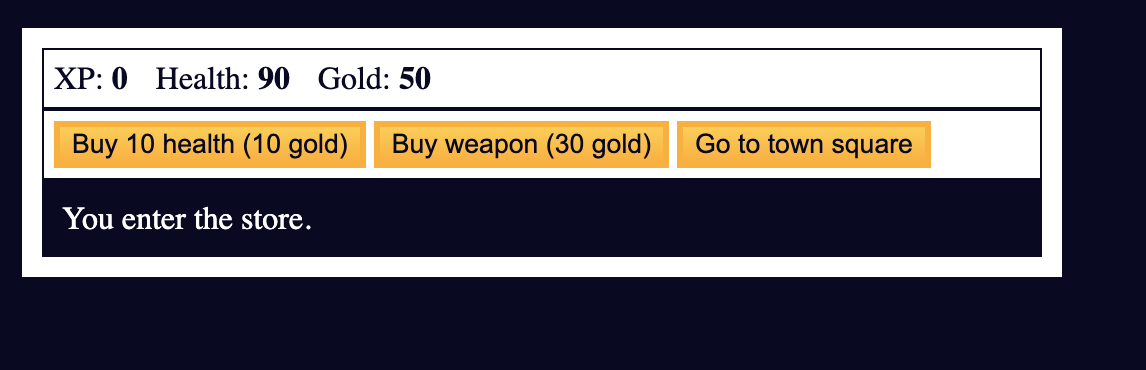 XP: 0 Health: 90 Gold: 50
Buy 10 health (10 gold) Buy weapon (30 gold) Go to town square
You enter the store.